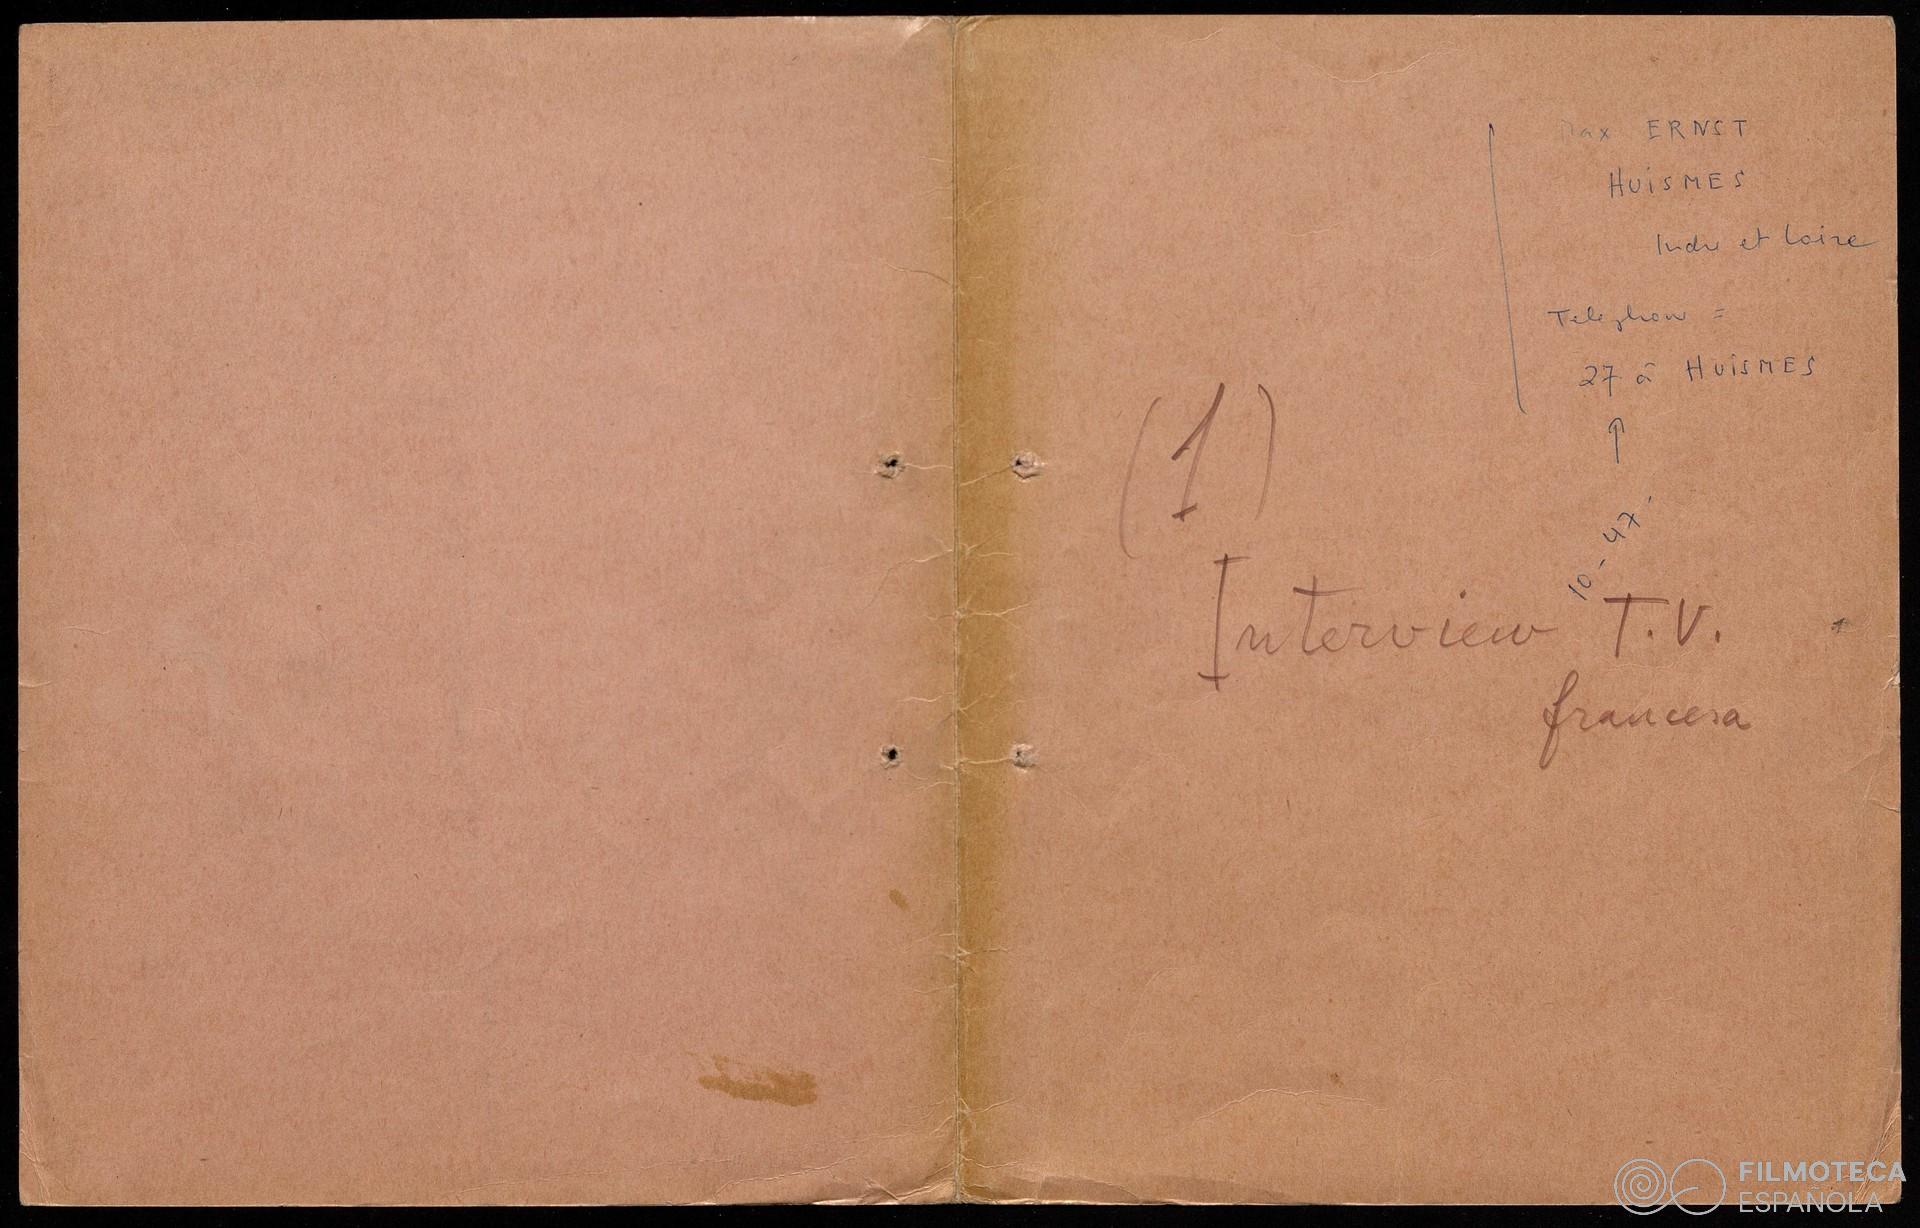 Max ERNST
HUiSMES
Indre et Loire
Telephone =
27 à HUiSMES
10-47-
(1)
Interview T.V.
francesa
FILMOTECA
ESPAÑOLA